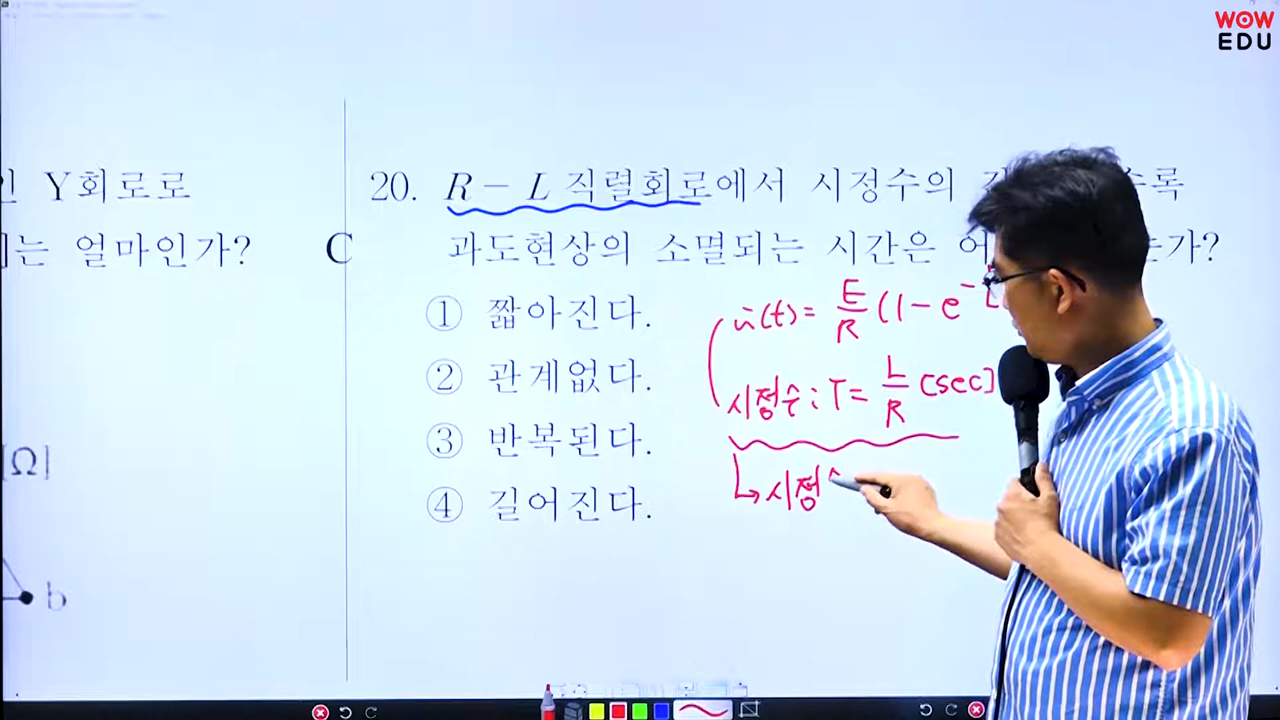 WOW
EDU
Y회로로
는 얼마인가?
C
[Ω]
b
20. R - L 직렬회로에서 시정수의
과도현상의 소멸되는 시간은
① 짧아진다.
② 관계없다.
③ 반복된다.
④ 길어진다.
i(t) = E/R (1 - e^-
시정수 : T = L/R [sec]
↳ 시정